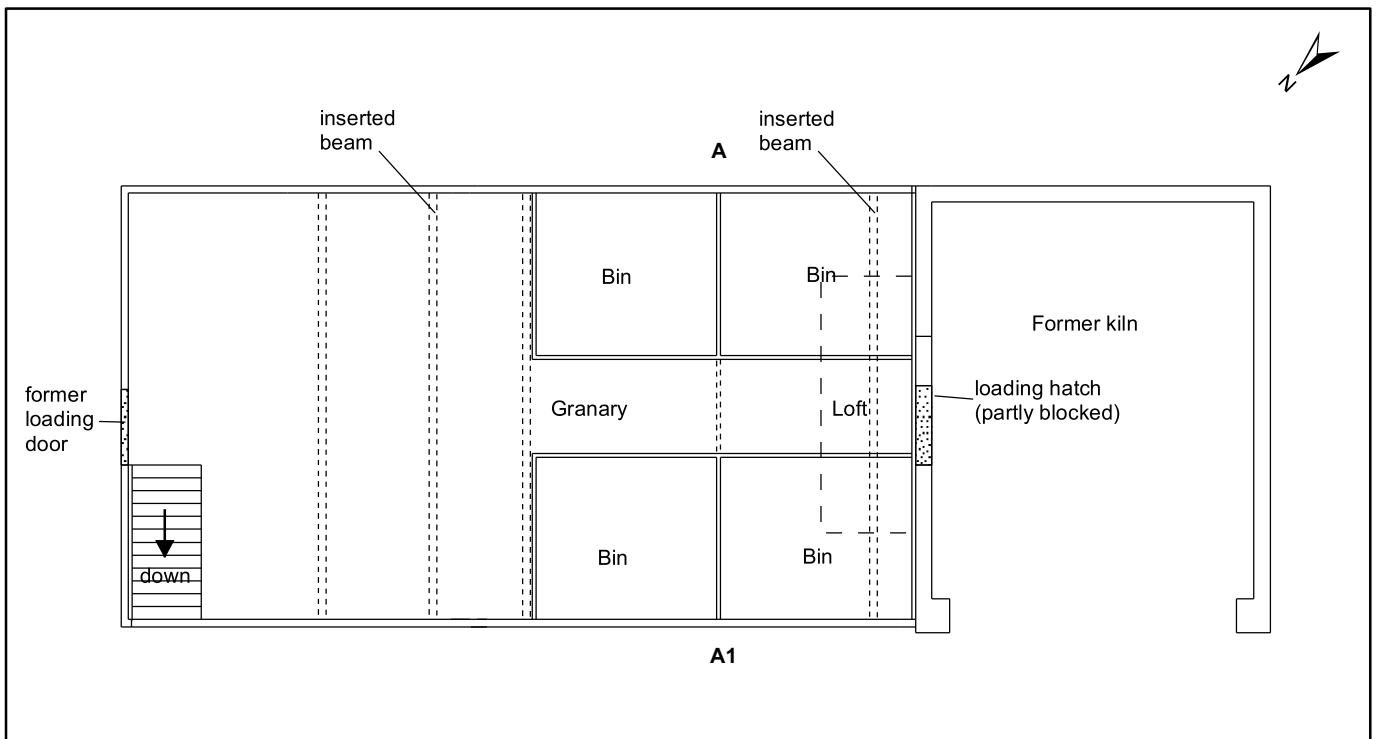 N
inserted
beam
A
inserted
beam
Bin
Bin
Former kiln
former
loading
door
Granary
Loft
loading hatch
(partly blocked)
Bin
Bin
down
A1